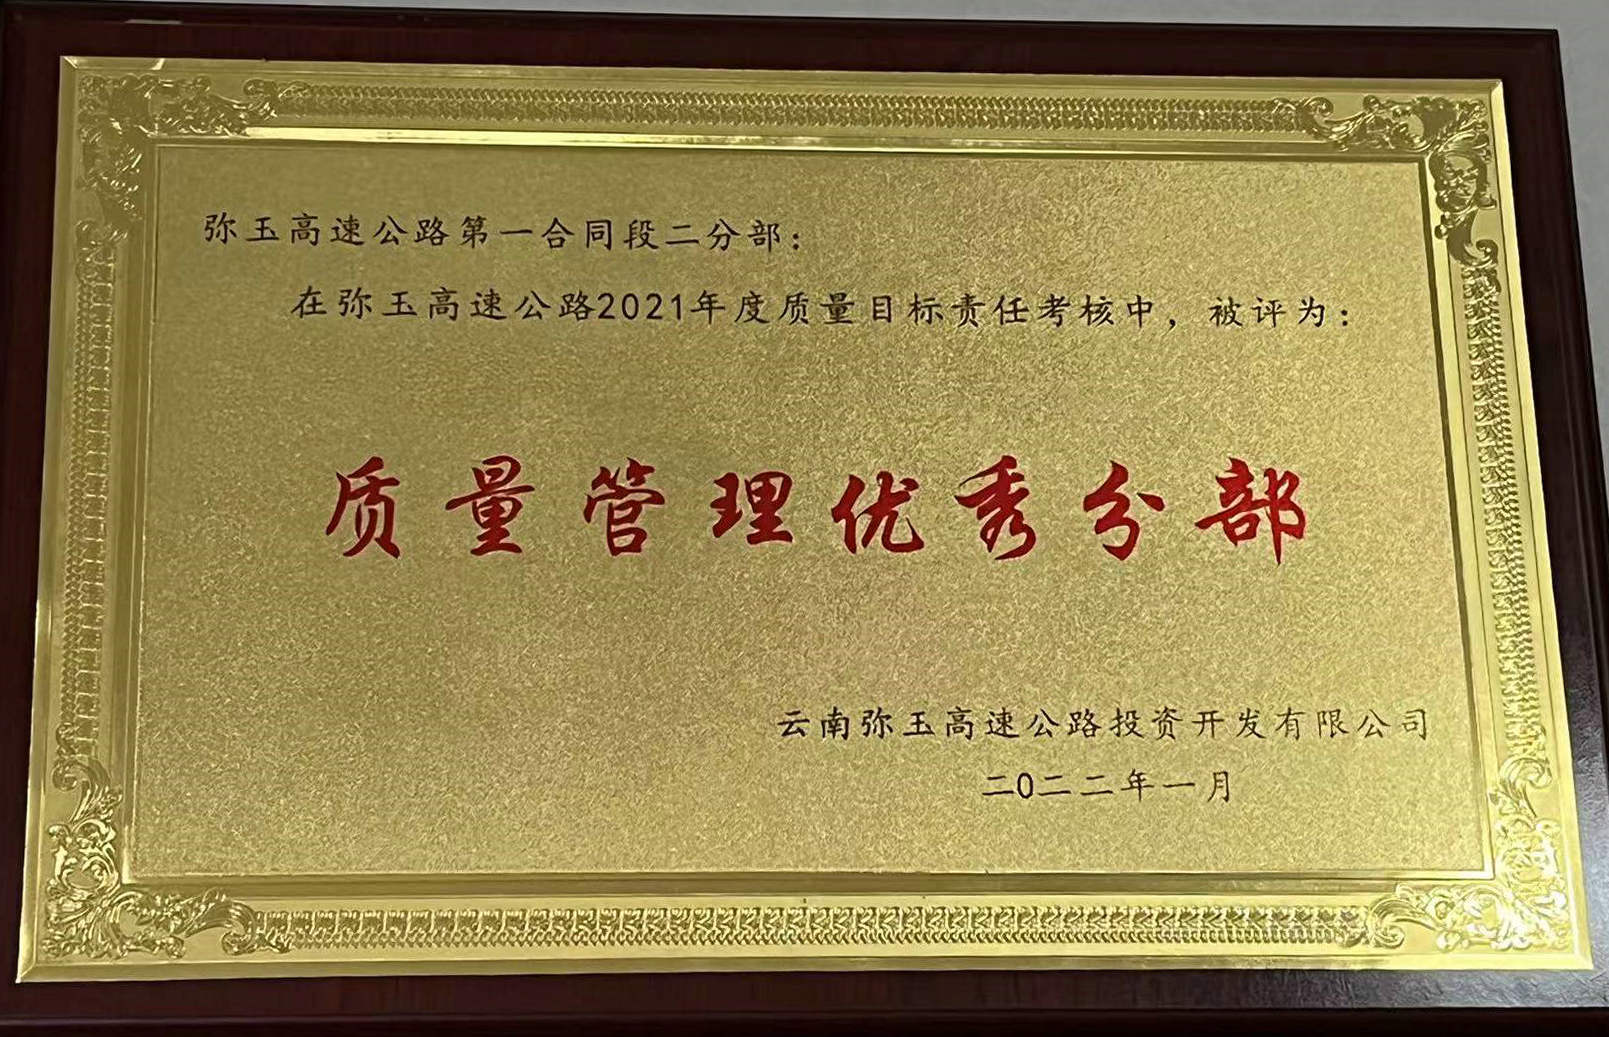 弥玉高速公路第一合同段二分部：
在弥玉高速公路2021年度质量目标责任考核中，被评为：
质量管理优秀分部
云南弥玉高速公路投资开发有限公司
二0二二年一月